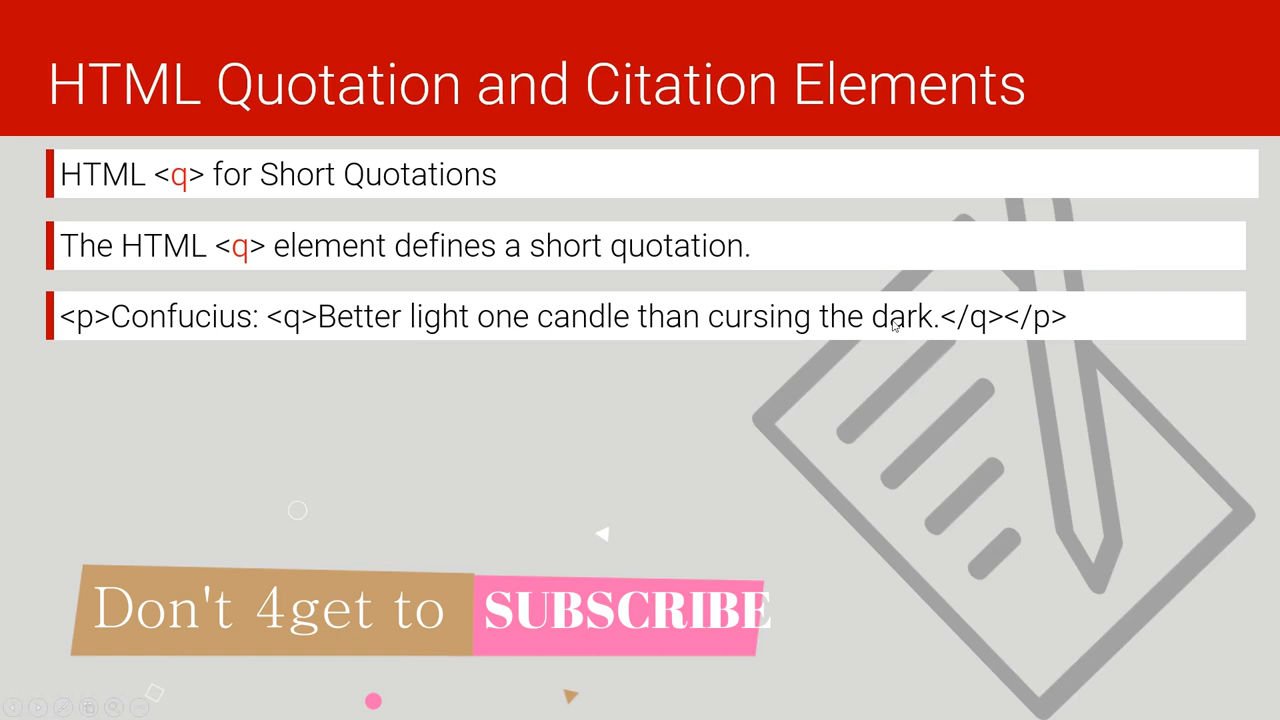 HTML Quotation and Citation Elements
HTML <q> for Short Quotations
The HTML <q> element defines a short quotation.
<p>Confucius: <q>Better light one candle than cursing the dark.</q></p>
Don't 4get to SUBSCRIBE